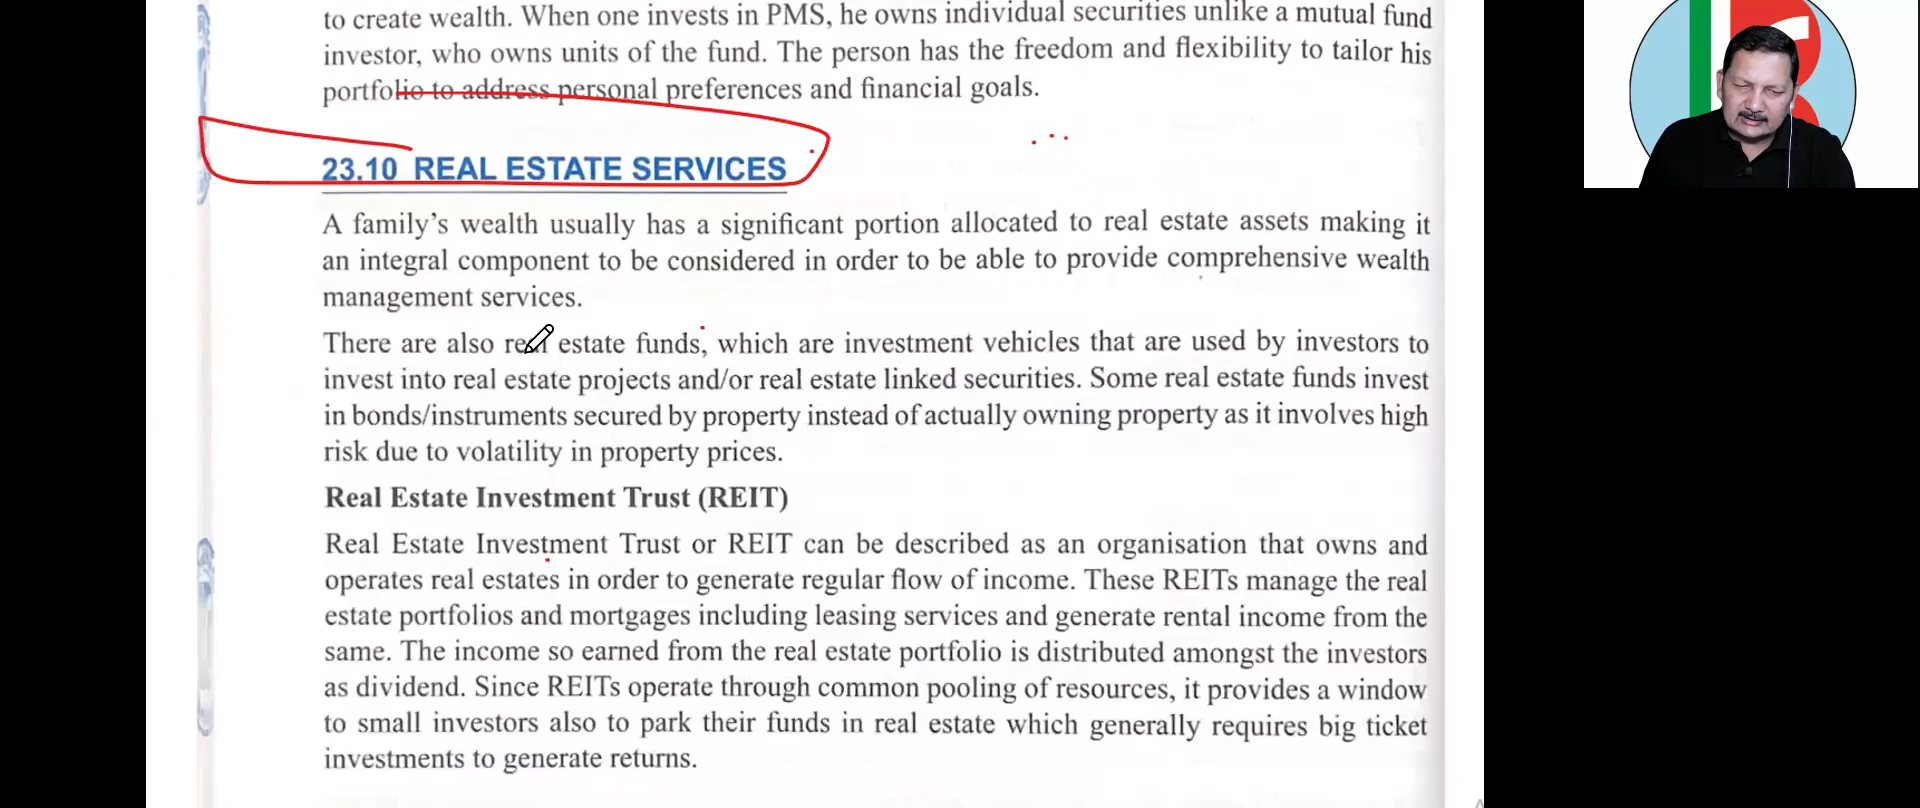 to create wealth. When one invests in PMS, he owns individual securities unlike a mutual fund
investor, who owns units of the fund. The person has the freedom and flexibility to tailor his
portfolio to address personal preferences and financial goals.
23.10 REAL ESTATE SERVICES
A family’s wealth usually has a significant portion allocated to real estate assets making it
an integral component to be considered in order to be able to provide comprehensive wealth
management services.
There are also real estate funds, which are investment vehicles that are used by investors to
invest into real estate projects and/or real estate linked securities. Some real estate funds invest
in bonds/instruments secured by property instead of actually owning property as it involves high
risk due to volatility in property prices.
Real Estate Investment Trust (REIT)
Real Estate Investment Trust or REIT can be described as an organisation that owns and
operates real estates in order to generate regular flow of income. These REITs manage the real
estate portfolios and mortgages including leasing services and generate rental income from the
same. The income so earned from the real estate portfolio is distributed amongst the investors
as dividend. Since REITs operate through common pooling of resources, it provides a window
to small investors also to park their funds in real estate which generally requires big ticket
investments to generate returns.